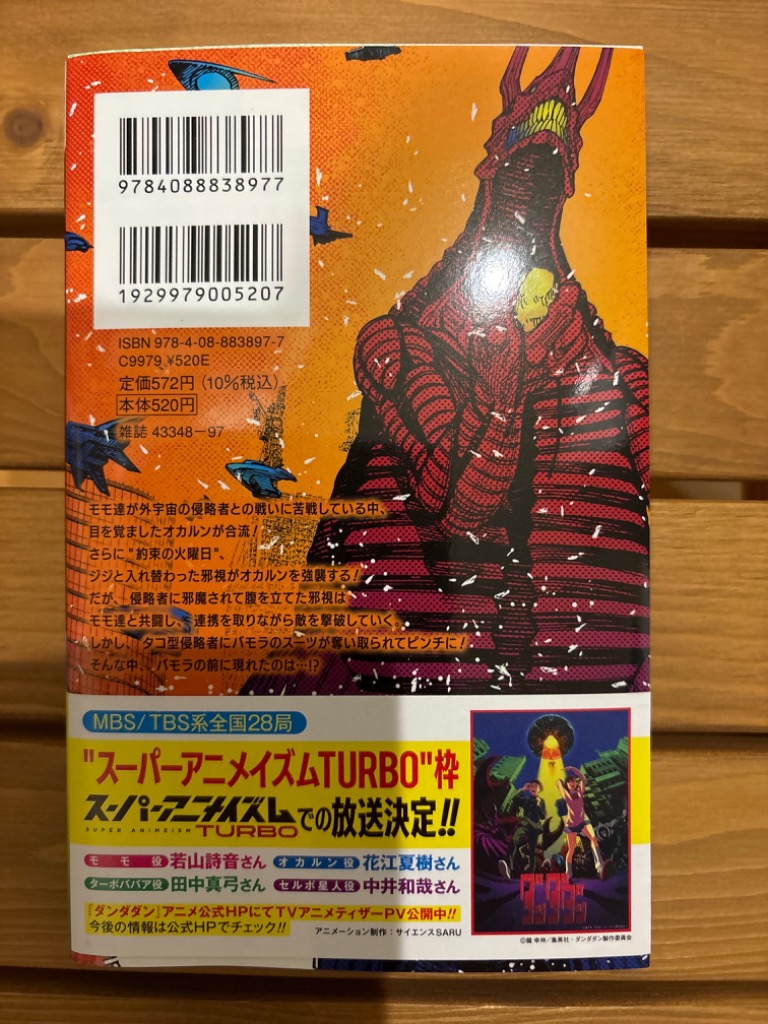 9784088838977
1929979005207
ISBN 978-4-08-883897-7
C9979 ¥520E
定価572円（10%税込）
本体520円
雑誌 43348-97
モモ達が外宇宙の侵略者との戦いに苦戦している中、
目を覚ましたオカルンが合流！
さらに"約束の火曜日"、
ジジと入れ替わった邪視がオカルンを強襲する！
だが、侵略者に邪魔されて腹を立てた邪視は
モモ達と共闘し、連携を取りながら敵を撃破していく。
しかし、タコ型侵略者にバモラのスーツが奪い取られてピンチに！
そんな中、バモラの前に現れたのは…!?
MBS/TBS系全国28局
"スーパーアニメイズムTURBO"枠
スーパーアニメイズム SUPER ANIMEISM TURBO での放送決定!!
モモ役 若山詩音さん オカルン役 花江夏樹さん
ターボババア役 田中真弓さん セルポ星人役 中井和哉さん
『ダンダダン』アニメ公式HPにてTVアニメティザーPV公開中!!
今後の情報は公式HPでチェック!!
アニメーション制作：サイエンスSARU
ダンダダン
©龍幸伸／集英社・ダンダダン製作委員会